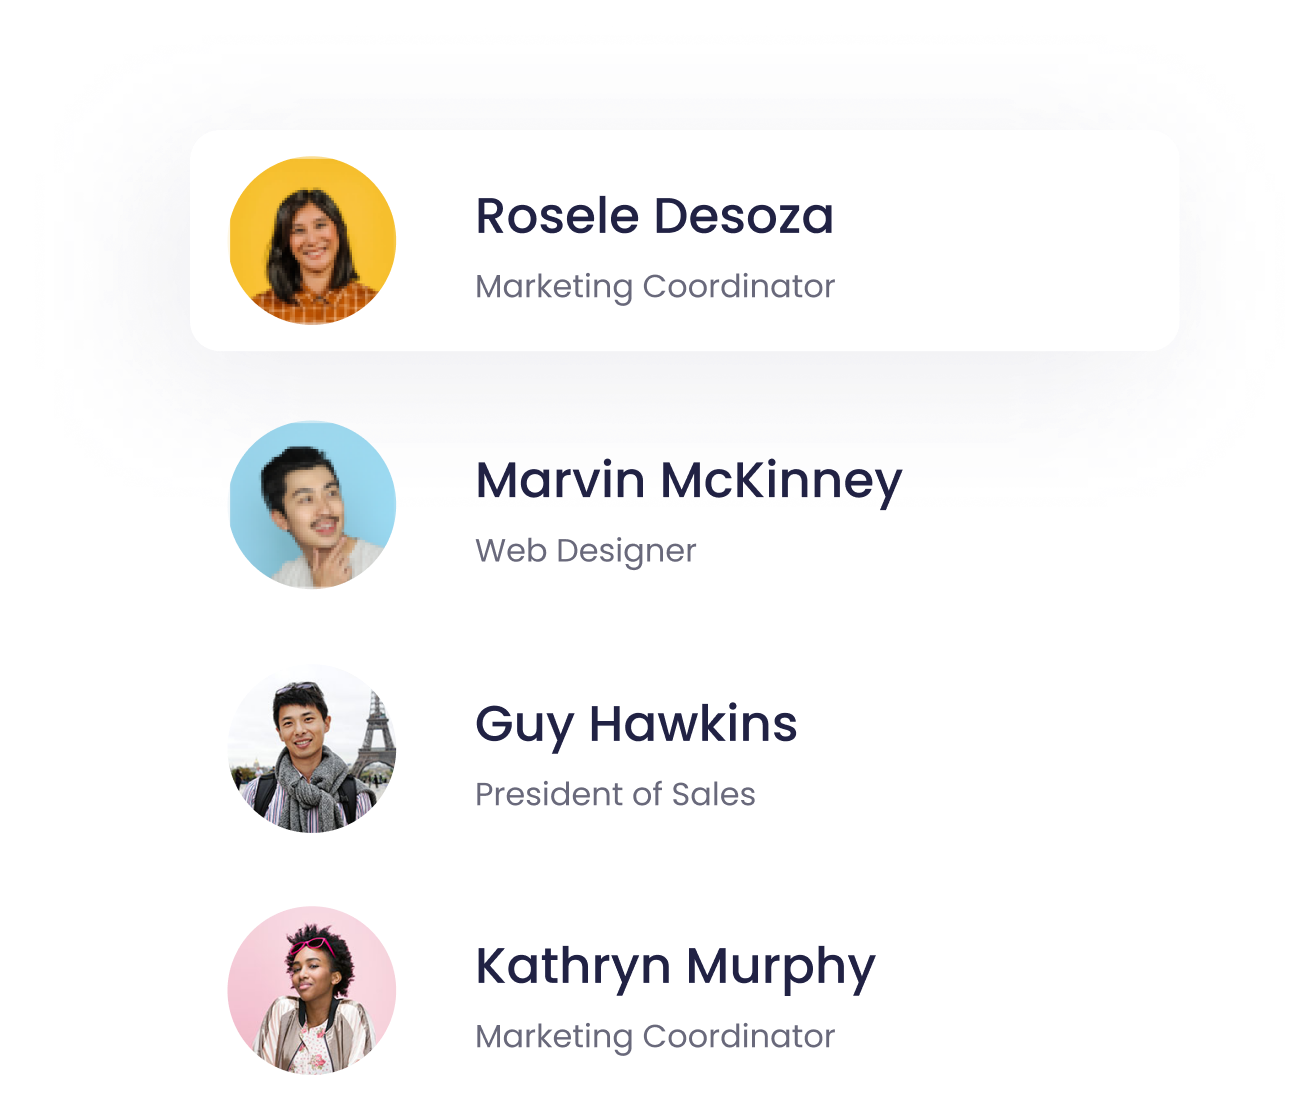 Rosele Desoza
Marketing Coordinator
Marvin McKinney
Web Designer
Guy Hawkins
President of Sales
Kathryn Murphy
Marketing Coordinator